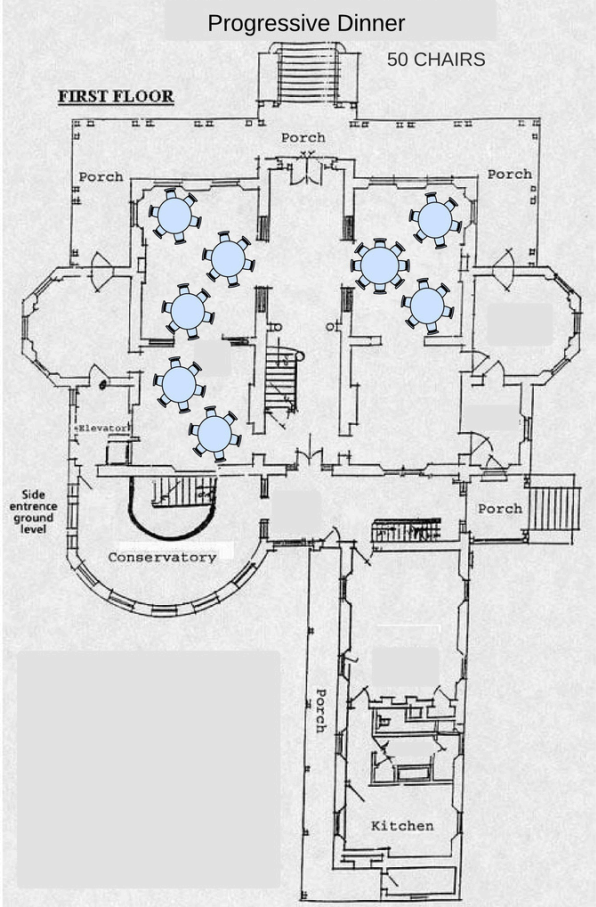 Progressive Dinner
50 CHAIRS
FIRST FLOOR
Porch
Porch
Porch
Elevator
Side
entrence
ground
level
Conservatory
Porch
Porch
Kitchen